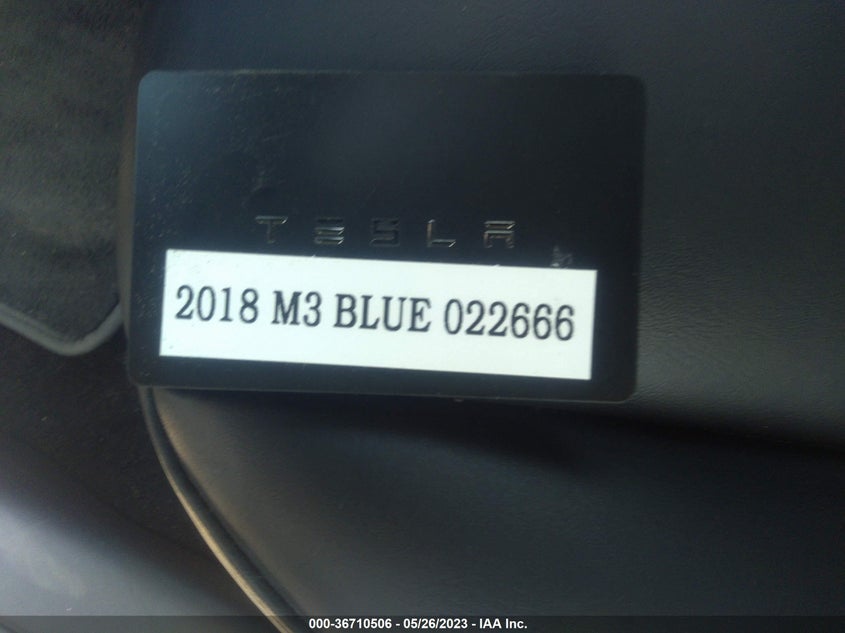 TESLA
2018 M3 BLUE 022666
000-36710506 - 05/26/2023 - IAA Inc.